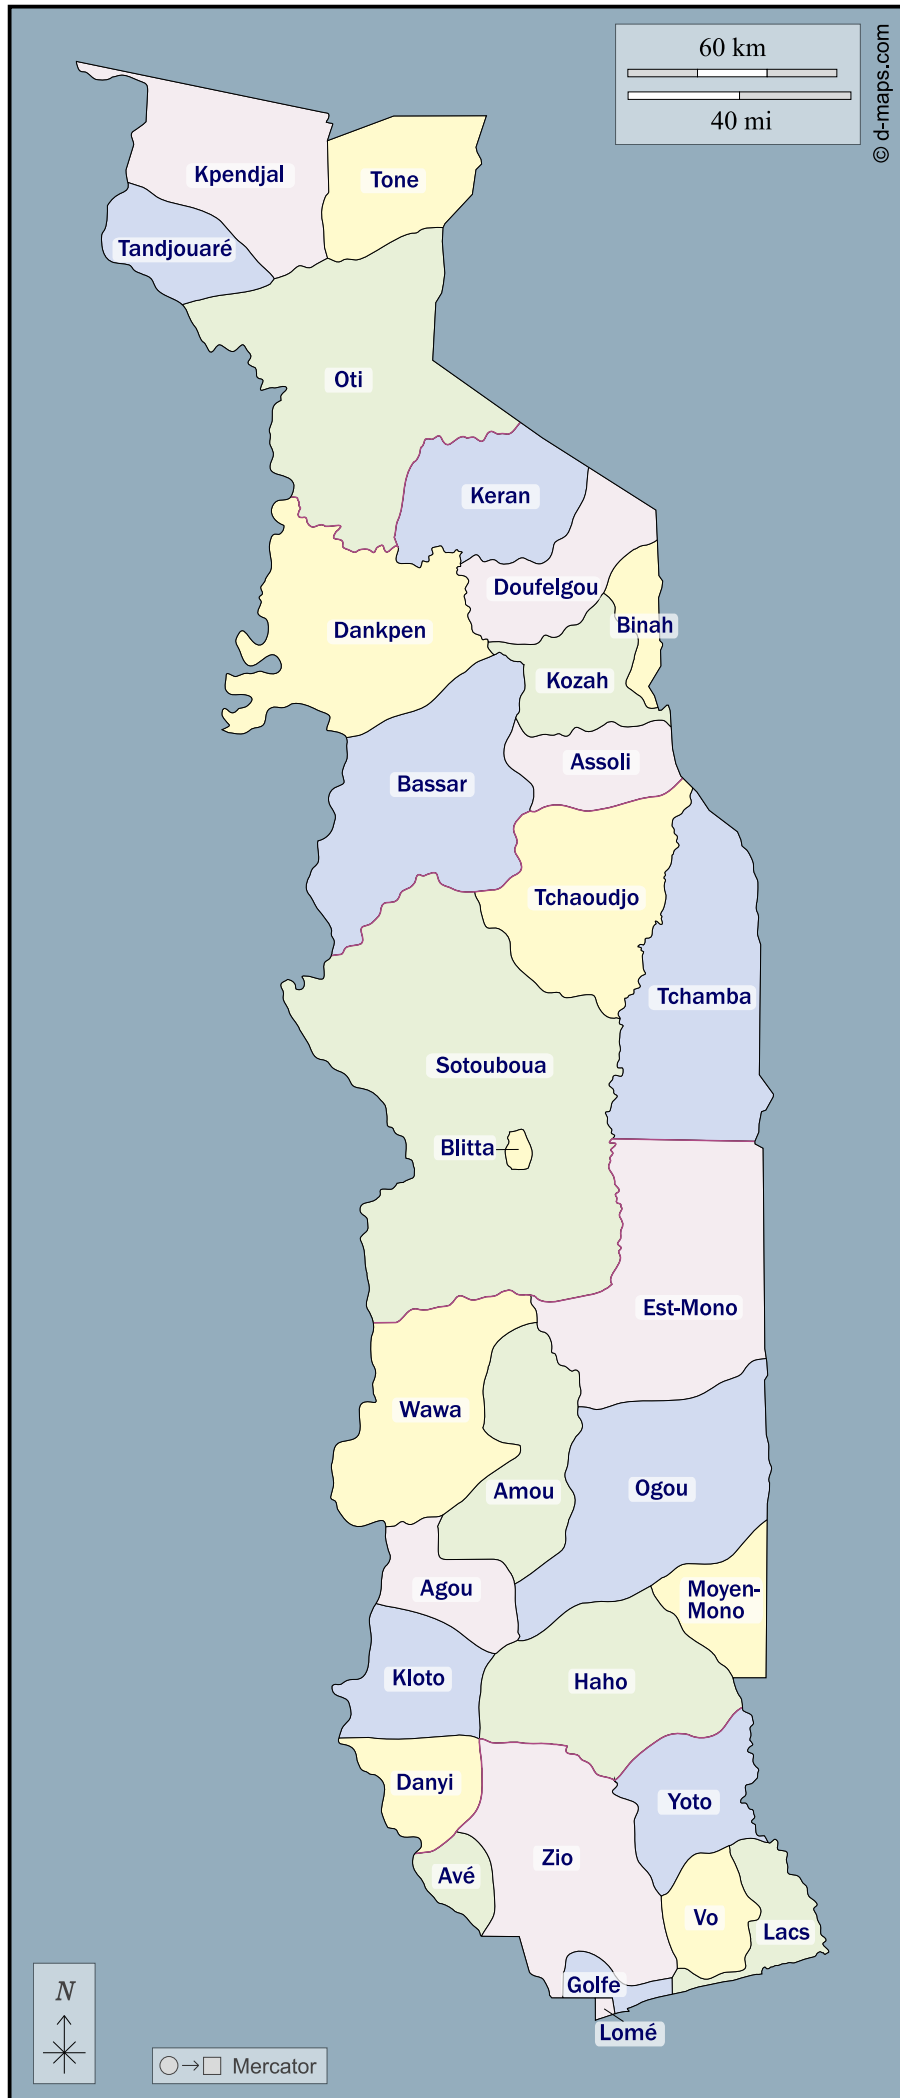 60 km
40 mi
© d-maps.com
Kpendjal
Tone
Tandjouaré
Oti
Keran
Doufelgou
Binah
Dankpen
Kozah
Assoli
Bassar
Tchaoudjo
Tchamba
Sotouboua
Blitta
Est-Mono
Wawa
Ogou
Amou
Agou
Moyen-
Mono
Kloto
Haho
Danyi
Yoto
Zio
Avé
Vo
Lacs
Golfe
Lomé
N
Mercator